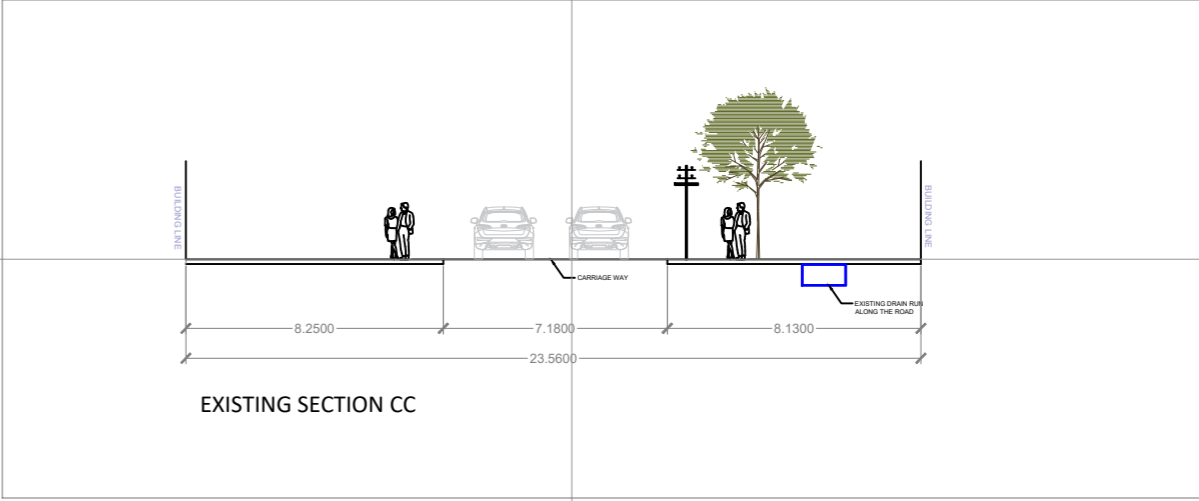 BUILDING LINE
BUILDING LINE
CARRIAGE WAY
EXISTING DRAIN RUN
ALONG THE ROAD
8.2500
7.1800
8.1300
23.5600
EXISTING SECTION CC